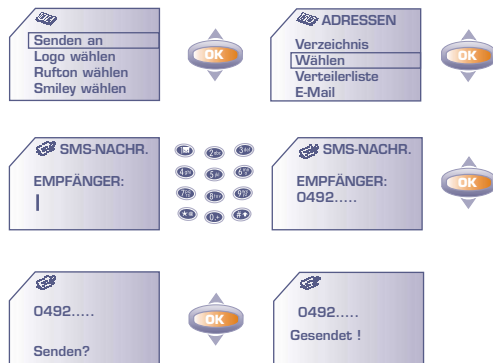 Senden an
Logo wählen
Rufton wählen
Smiley wählen
OK
ADRESSEN
Verzeichnis
Wählen
Verteilerliste
E-Mail
OK
SMS-NACHR.
EMPFÄNGER:
SMS-NACHR.
EMPFÄNGER:
0492.....
OK
0492.....
Senden?
OK
0492.....
Gesendet !